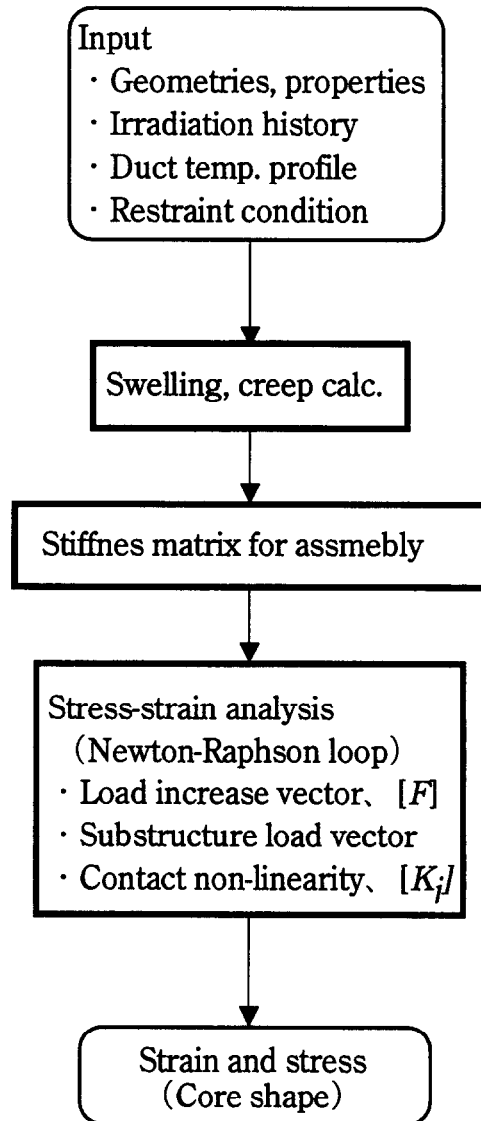 Input
・Geometries, properties
・Irradiation history
・Duct temp. profile
・Restraint condition
Swelling, creep calc.
Stiffnes matrix for assmebly
Stress-strain analysis
(Newton-Raphson loop)
・Load increase vector、[F]
・Substructure load vector
・Contact non-linearity、[Kj]
Strain and stress
(Core shape)